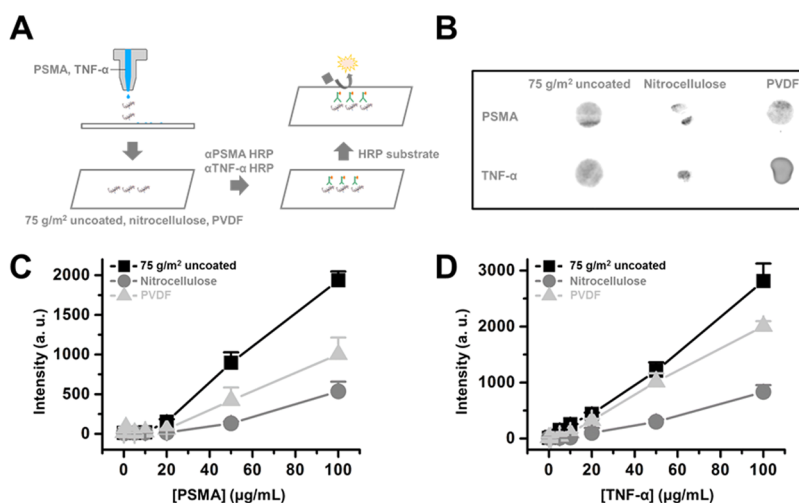 A
PSMA, TNF-α
αPSMA HRP
αTNF-α HRP
HRP substrate
75 g/m² uncoated, nitrocellulose, PVDF
B
75 g/m² uncoated Nitrocellulose PVDF
PSMA
TNF-α
C
75 g/m² uncoated
Nitrocellulose
PVDF
2000
1500
1000
500
0
Intensity (a. u.)
0 20 40 60 80 100
[PSMA] (µg/mL)
D
75 g/m² uncoated
Nitrocellulose
PVDF
3000
2000
1000
0
Intensity (a. u.)
0 20 40 60 80 100
[TNF-α] (µg/mL)